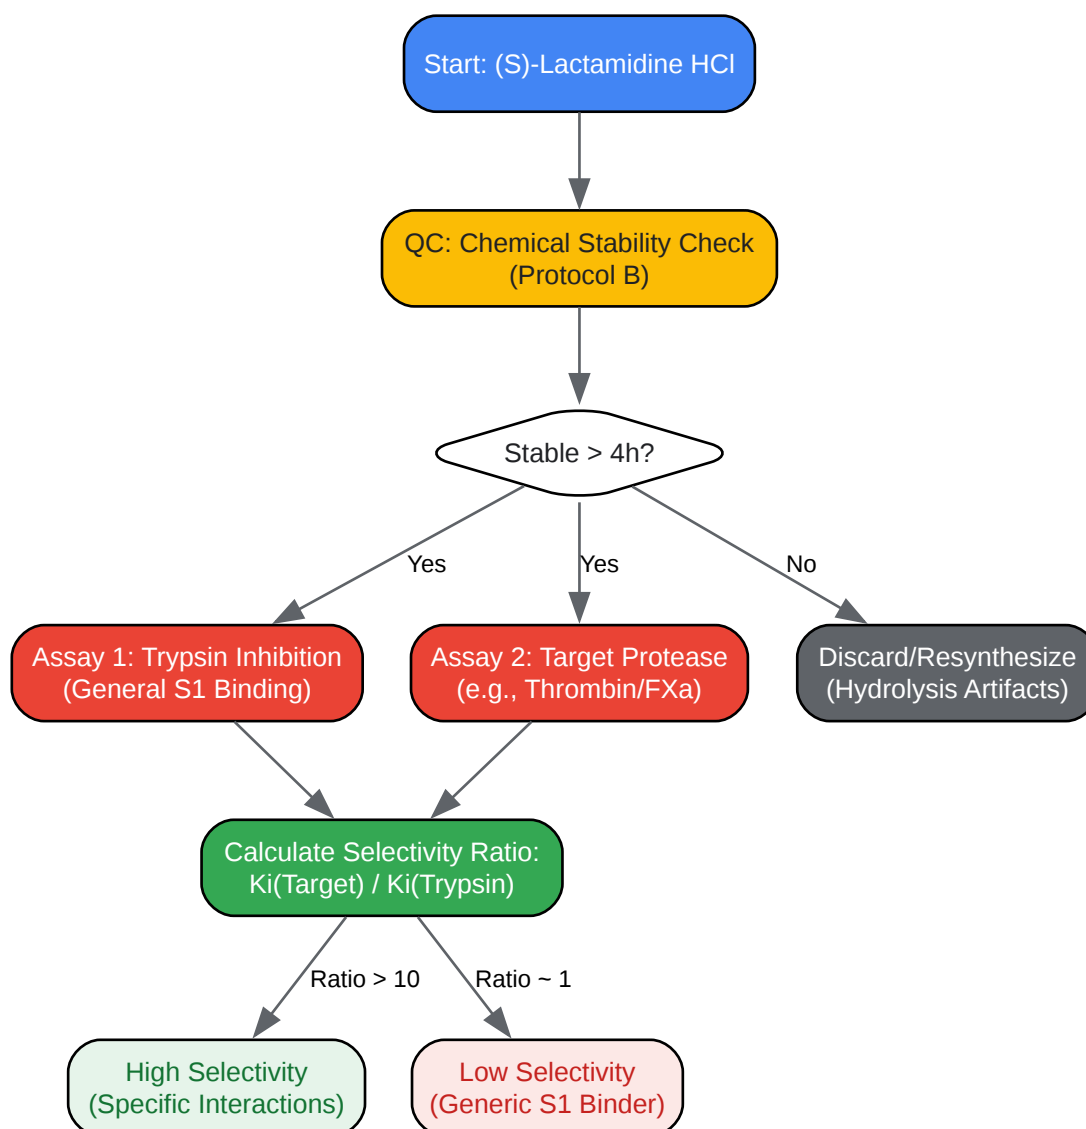 Start: (S)-Lactamidine HCl
QC: Chemical Stability Check
(Protocol B)
Stable > 4h?
Yes
Yes
No
Assay 1: Trypsin Inhibition
(General S1 Binding)
Assay 2: Target Protease
(e.g., Thrombin/FXa)
Discard/Resynthesize
(Hydrolysis Artifacts)
Calculate Selectivity Ratio:
Ki(Target) / Ki(Trypsin)
Ratio > 10
Ratio ~ 1
High Selectivity
(Specific Interactions)
Low Selectivity
(Generic S1 Binder)